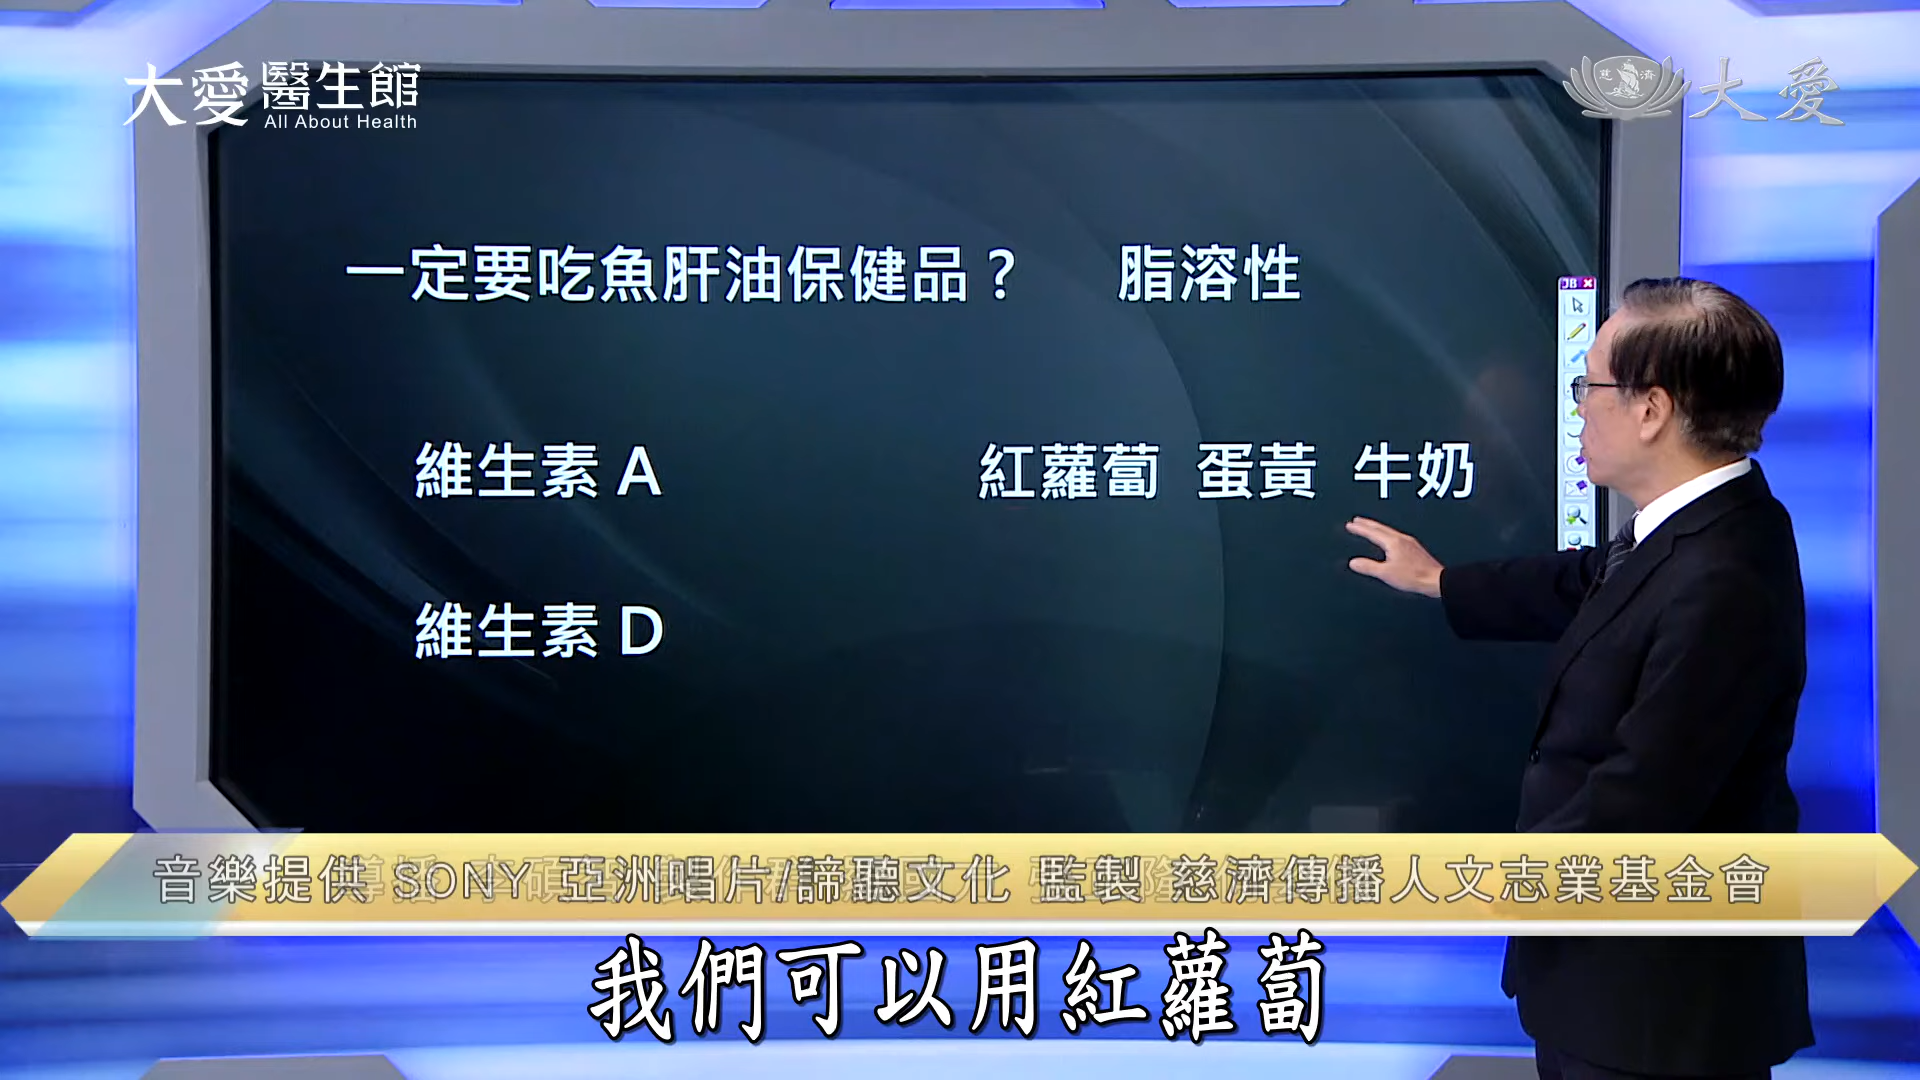 大愛醫生館
All About Health
慈濟
大愛
一定要吃魚肝油保健品？ 脂溶性
JB
維生素 A 紅蘿蔔 蛋黃 牛奶
維生素 D
音樂提供 SONY 亞洲唱片/諦聽文化 監製 慈濟傳播人文志業基金會
我們可以用紅蘿蔔